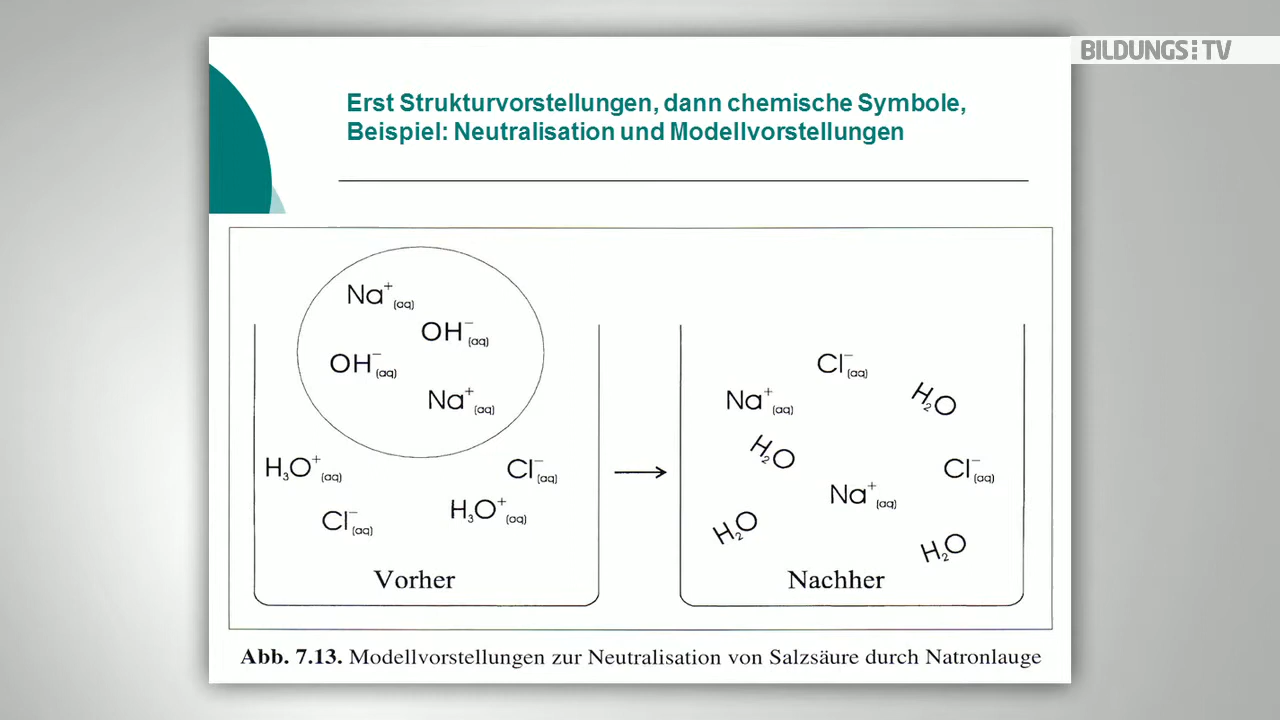 BILDUNGS TV
Erst Strukturvorstellungen, dann chemische Symbole,
Beispiel: Neutralisation und Modellvorstellungen
Na⁺(aq)
OH⁻(aq)
OH⁻(aq)
Na⁺(aq)
H₃O⁺(aq)
Cl⁻(aq)
H₃O⁺(aq)
Cl⁻(aq)
Vorher
Cl⁻(aq)
Na⁺(aq)
H₂O
H₂O
Cl⁻(aq)
Na⁺(aq)
H₂O
H₂O
Nachher
Abb. 7.13. Modellvorstellungen zur Neutralisation von Salzsäure durch Natronlauge